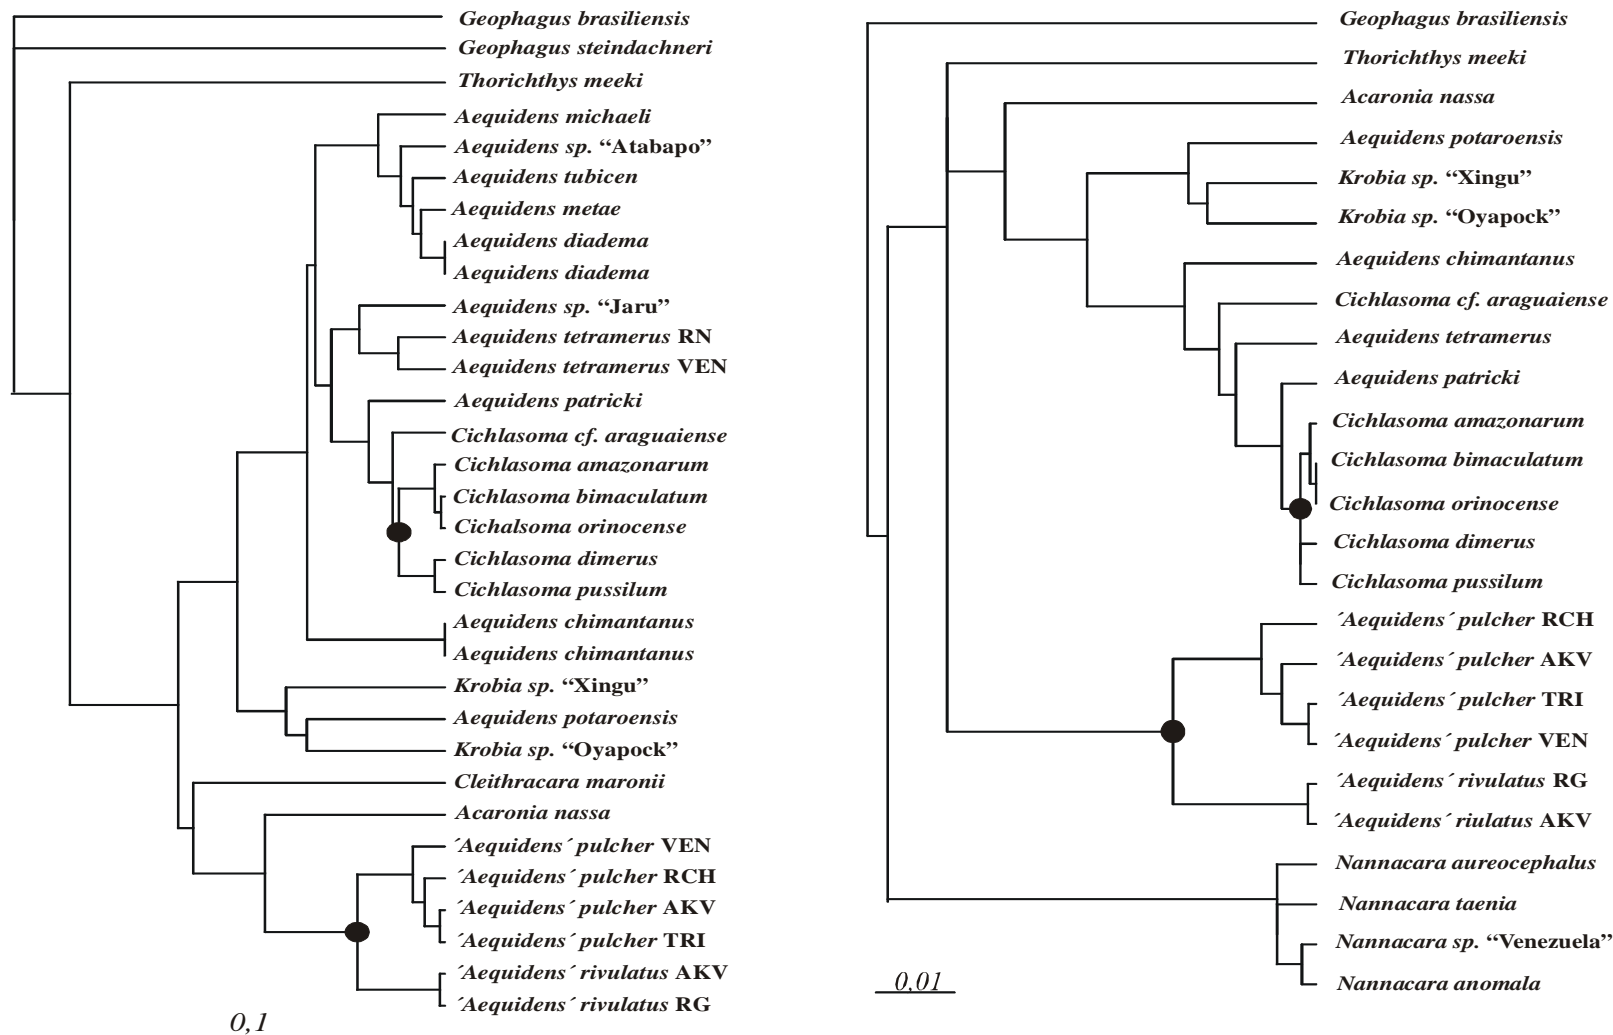 Geophagus brasiliensis
Geophagus steindachneri
Thorichthys meeki
Aequidens michaeli
Aequidens sp. “Atabapo”
Aequidens tubicen
Aequidens metae
Aequidens diadema
Aequidens diadema
Aequidens sp. “Jaru”
Aequidens tetramerus RN
Aequidens tetramerus VEN
Aequidens patricki
Cichlasoma cf. araguaiense
Cichlasoma amazonarum
Cichlasoma bimaculatum
Cichalsoma orinocense
Cichlasoma dimerus
Cichlasoma pussilum
Aequidens chimantanus
Aequidens chimantanus
Krobia sp. “Xingu”
Aequidens potaroensis
Krobia sp. “Oyapock”
Cleithracara maronii
Acaronia nassa
´Aequidens´ pulcher VEN
´Aequidens´ pulcher RCH
´Aequidens´ pulcher AKV
´Aequidens´ pulcher TRI
´Aequidens´ rivulatus AKV
´Aequidens´ rivulatus RG
0,1
Geophagus brasiliensis
Thorichthys meeki
Acaronia nassa
Aequidens potaroensis
Krobia sp. “Xingu”
Krobia sp. “Oyapock”
Aequidens chimantanus
Cichlasoma cf. araguaiense
Aequidens tetramerus
Aequidens patricki
Cichlasoma amazonarum
Cichlasoma bimaculatum
Cichlasoma orinocense
Cichlasoma dimerus
Cichlasoma pussilum
´Aequidens´ pulcher RCH
´Aequidens´ pulcher AKV
´Aequidens´ pulcher TRI
´Aequidens´ pulcher VEN
´Aequidens´ rivulatus RG
´Aequidens´ riulatus AKV
Nannacara aureocephalus
Nannacara taenia
Nannacara sp. “Venezuela”
Nannacara anomala
0,01